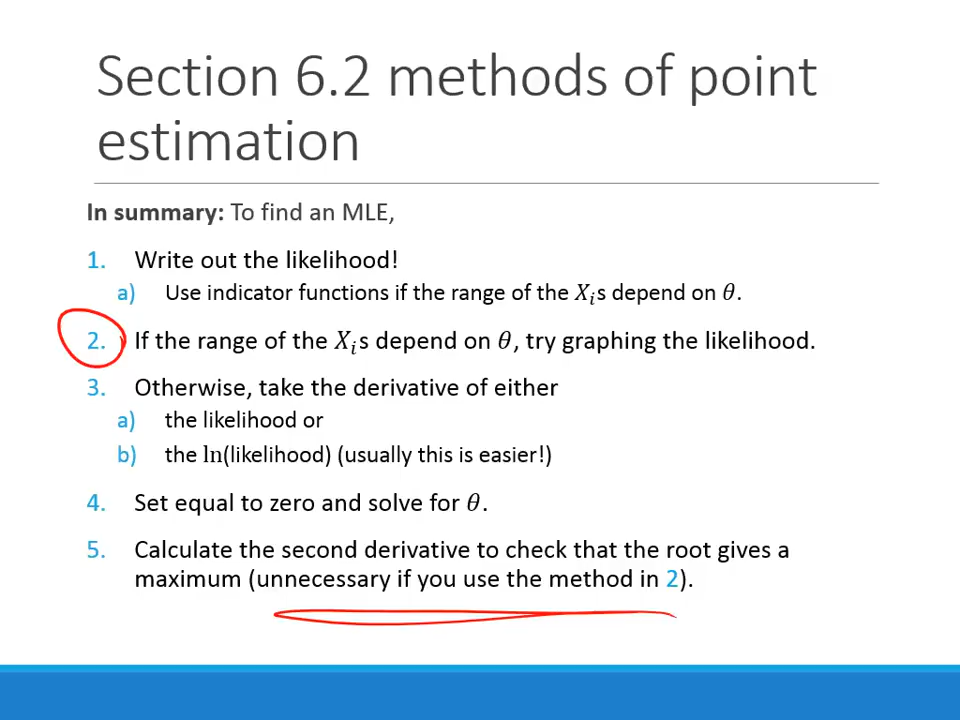 Section 6.2 methods of point
estimation
In summary: To find an MLE,
1. Write out the likelihood!
a) Use indicator functions if the range of the Xᵢs depend on θ.
2. If the range of the Xᵢs depend on θ, try graphing the likelihood.
3. Otherwise, take the derivative of either
a) the likelihood or
b) the ln(likelihood) (usually this is easier!)
4. Set equal to zero and solve for θ.
5. Calculate the second derivative to check that the root gives a
maximum (unnecessary if you use the method in 2).